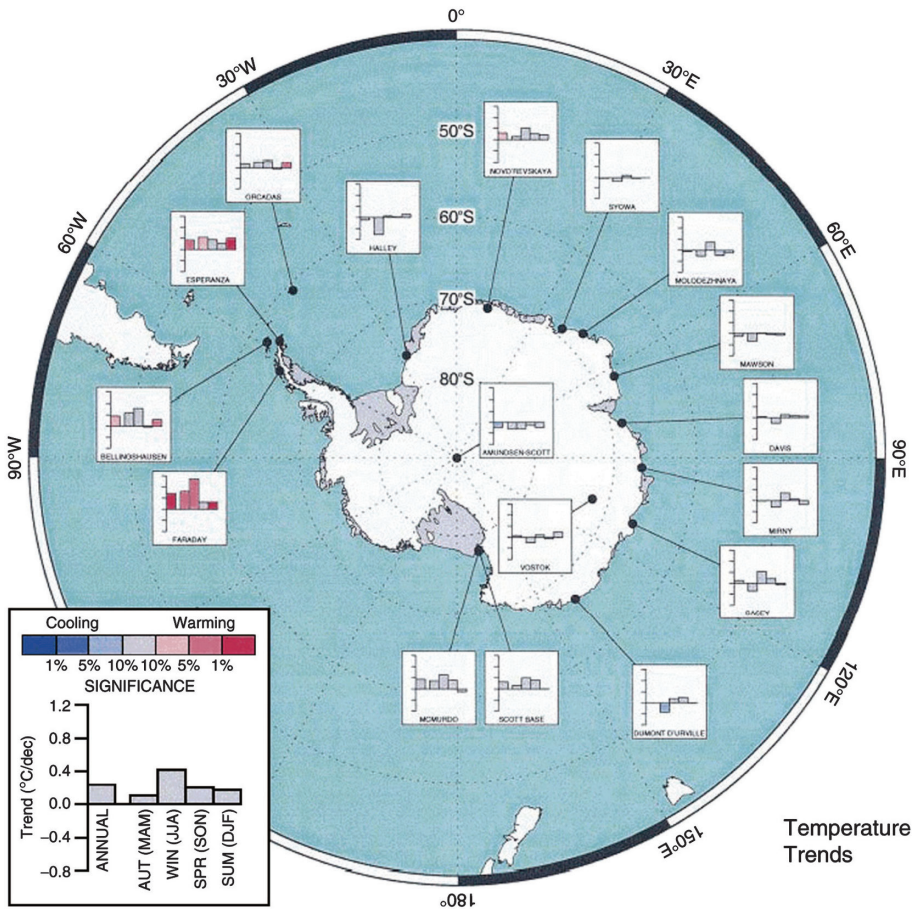 0°
30°W
30°E
50°S
NOVO'REVSKAYA
ORCADAS
SYOWA
HALLEY
60°S
60°W
60°E
ESPERANZA
MOLODEZHNAYA
70°S
MAWSON
80°S
BELLINGSHAUSEN
AMUNDSEN-SCOTT
DAVIS
90°W
90°E
FARADAY
VOSTOK
MIRNY
CASEY
MCMURDO
SCOTT BASE
DUMONT D'URVILLE
120°E
150°E
180°
Cooling Warming
1% 5% 10% 10% 5% 1%
SIGNIFICANCE
Trend (°C/dec)
1.2
0.8
0.4
0.0
–0.4
–0.8
ANNUAL
AUT (MAM)
WIN (JJA)
SPR (SON)
SUM (DJF)
Temperature
Trends